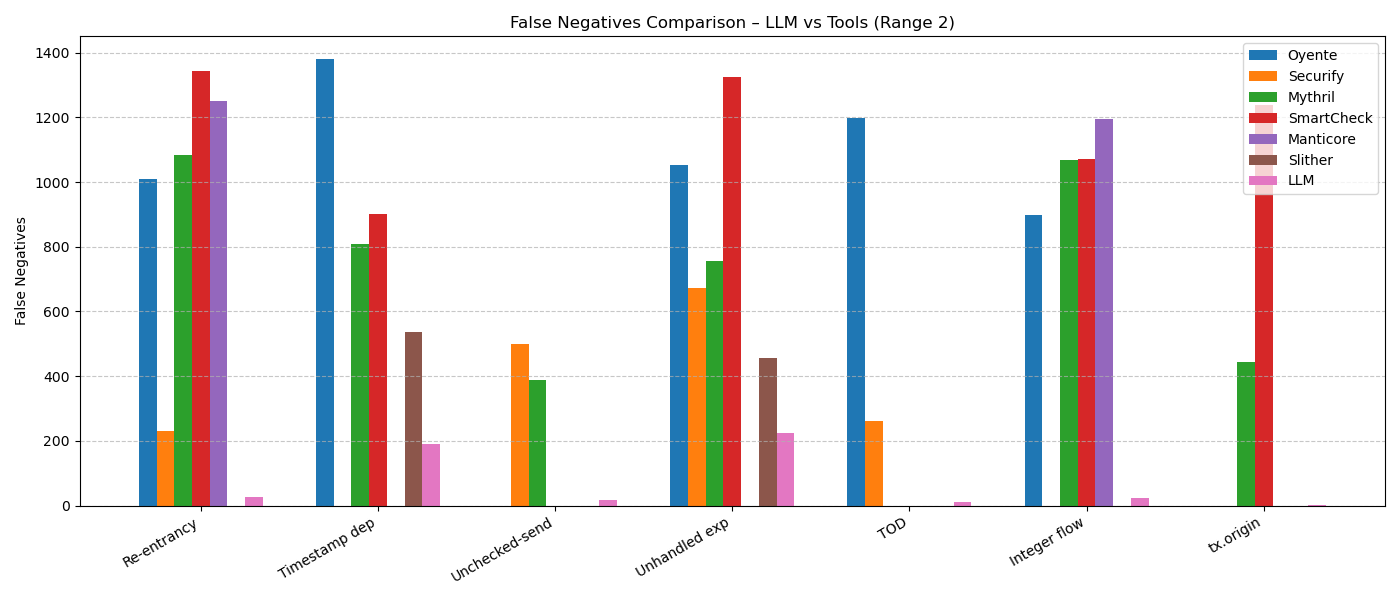 False Negatives Comparison – LLM vs Tools (Range 2)
False Negatives
1400
1200
1000
800
600
400
200
0
Re-entrancy
Timestamp dep
Unchecked-send
Unhandled exp
TOD
Integer flow
tx.origin
Oyente
Securify
Mythril
SmartCheck
Manticore
Slither
LLM